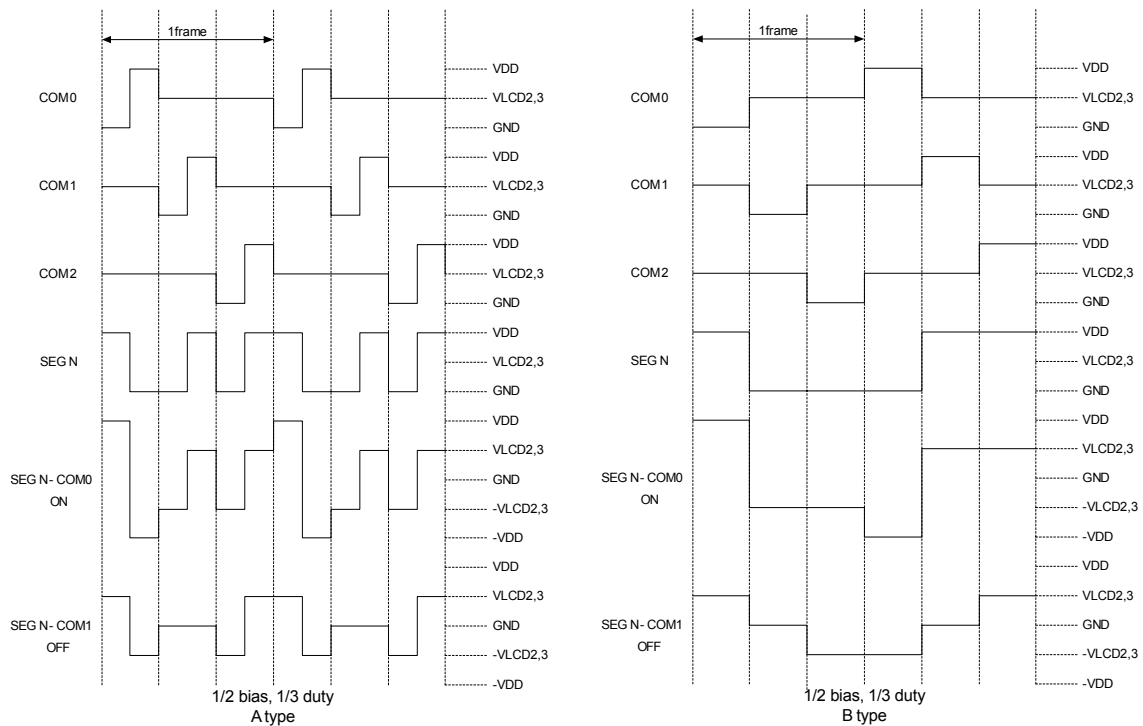 1frame
VDD
COM0
VLCD2,3
GND
VDD
COM1
VLCD2,3
GND
VDD
COM2
VLCD2,3
GND
VDD
SEG N
VLCD2,3
GND
VDD
VLCD2,3
SEG N - COM0
ON
GND
-VLCD2,3
-VDD
VDD
VLCD2,3
SEG N - COM1
OFF
GND
-VLCD2,3
-VDD
1/2 bias, 1/3 duty
A type
1frame
VDD
COM0
VLCD2,3
GND
VDD
COM1
VLCD2,3
GND
VDD
COM2
VLCD2,3
GND
VDD
SEG N
VLCD2,3
GND
VDD
VLCD2,3
SEG N - COM0
ON
GND
-VLCD2,3
-VDD
VDD
VLCD2,3
SEG N - COM1
OFF
GND
-VLCD2,3
-VDD
1/2 bias, 1/3 duty
B type